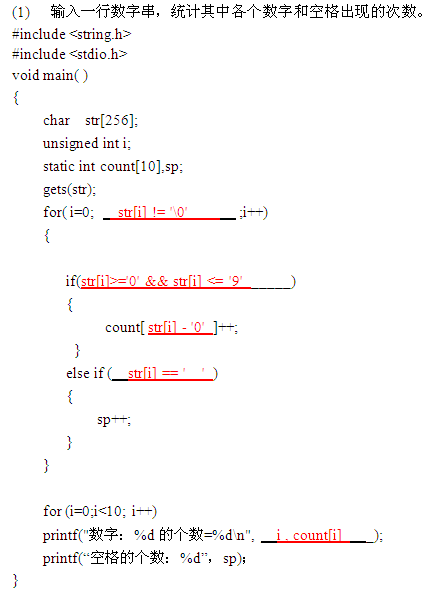 (1) 输入一行数字串，统计其中各个数字和空格出现的次数。
#include <string.h>
#include <stdio.h>
void main( )
{
char str[256];
unsigned int i;
static int count[10],sp;
gets(str);
for( i=0; __str[i] != '\0'____ ;i++)
{
if(str[i]>='0' && str[i] <= '9'______)
{
count[ str[i] - '0' _]++;
}
else if (__str[i] == ' ' _)
{
sp++;
}
}
for (i=0;i<10; i++)
printf("数字：%d 的个数=%d\n", __i , count[i]____);
printf(“空格的个数：%d”，sp)；
}